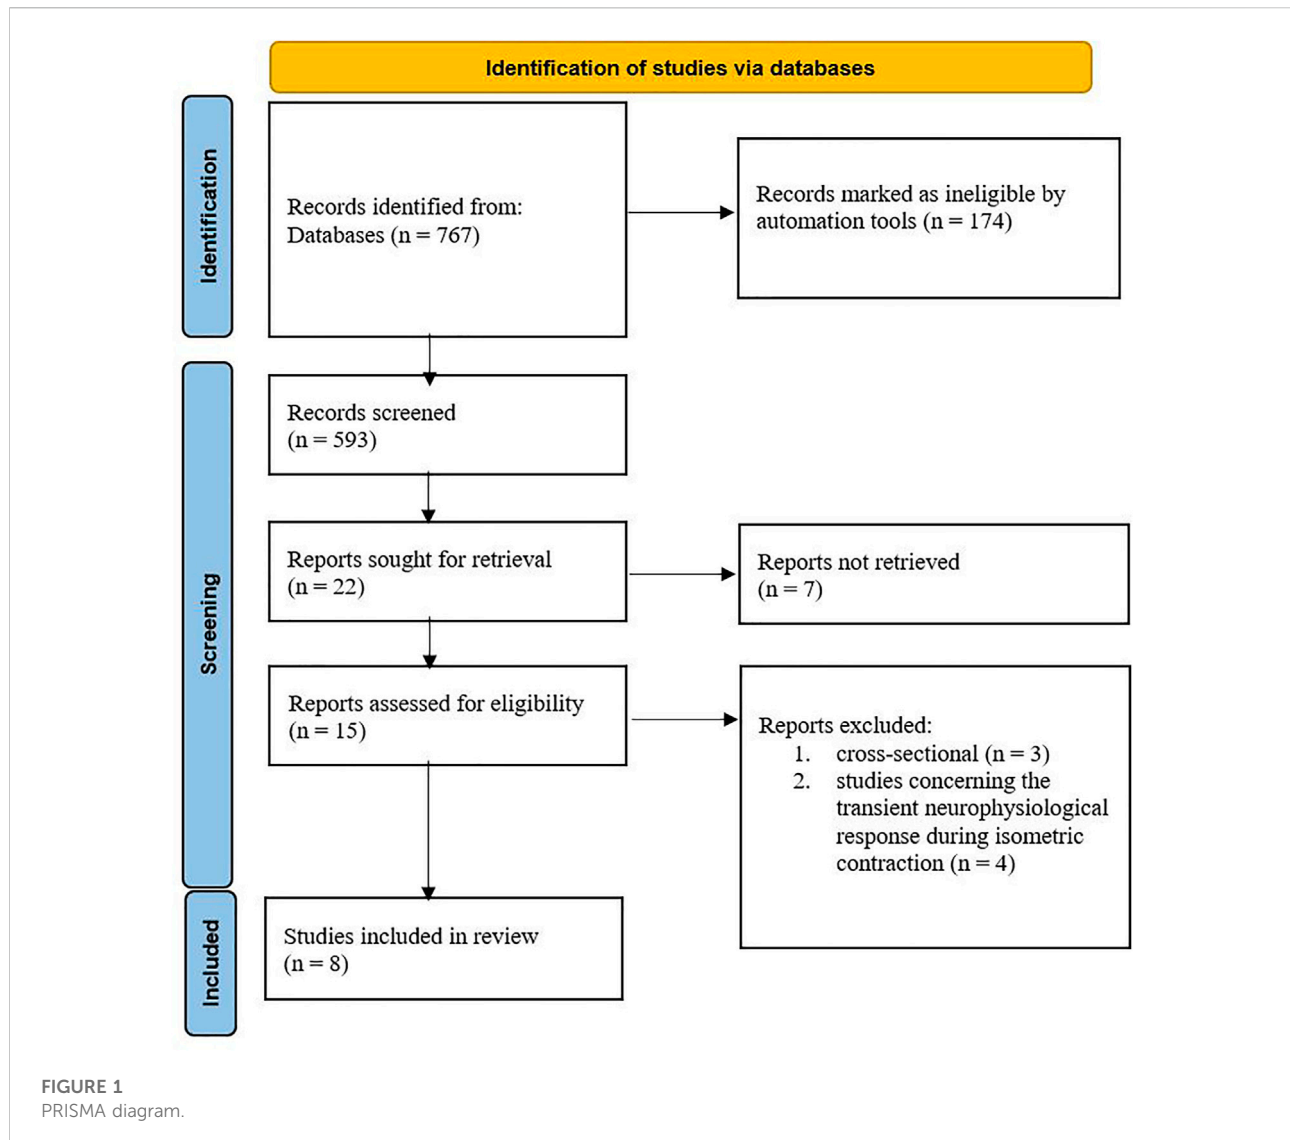 Identification of studies via databases
Identification
Records identified from:
Databases (n = 767)
Records marked as ineligible by
automation tools (n = 174)
Screening
Records screened
(n = 593)
Reports sought for retrieval
(n = 22)
Reports not retrieved
(n = 7)
Reports assessed for eligibility
(n = 15)
Reports excluded:
1. cross-sectional (n = 3)
2. studies concerning the
transient neurophysiological
response during isometric
contraction (n = 4)
Included
Studies included in review
(n = 8)
FIGURE 1
PRISMA diagram.